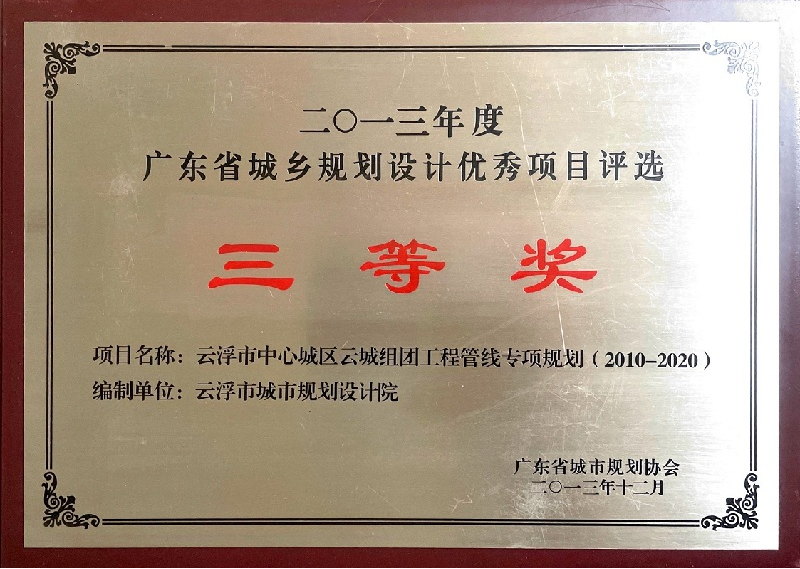 二〇一三年度
广东省城乡规划设计优秀项目评选
三等奖
项目名称：云浮市中心城区云城组团工程管线专项规划（2010-2020）
编制单位：云浮市城市规划设计院
广东省城市规划协会
二〇一三年十二月